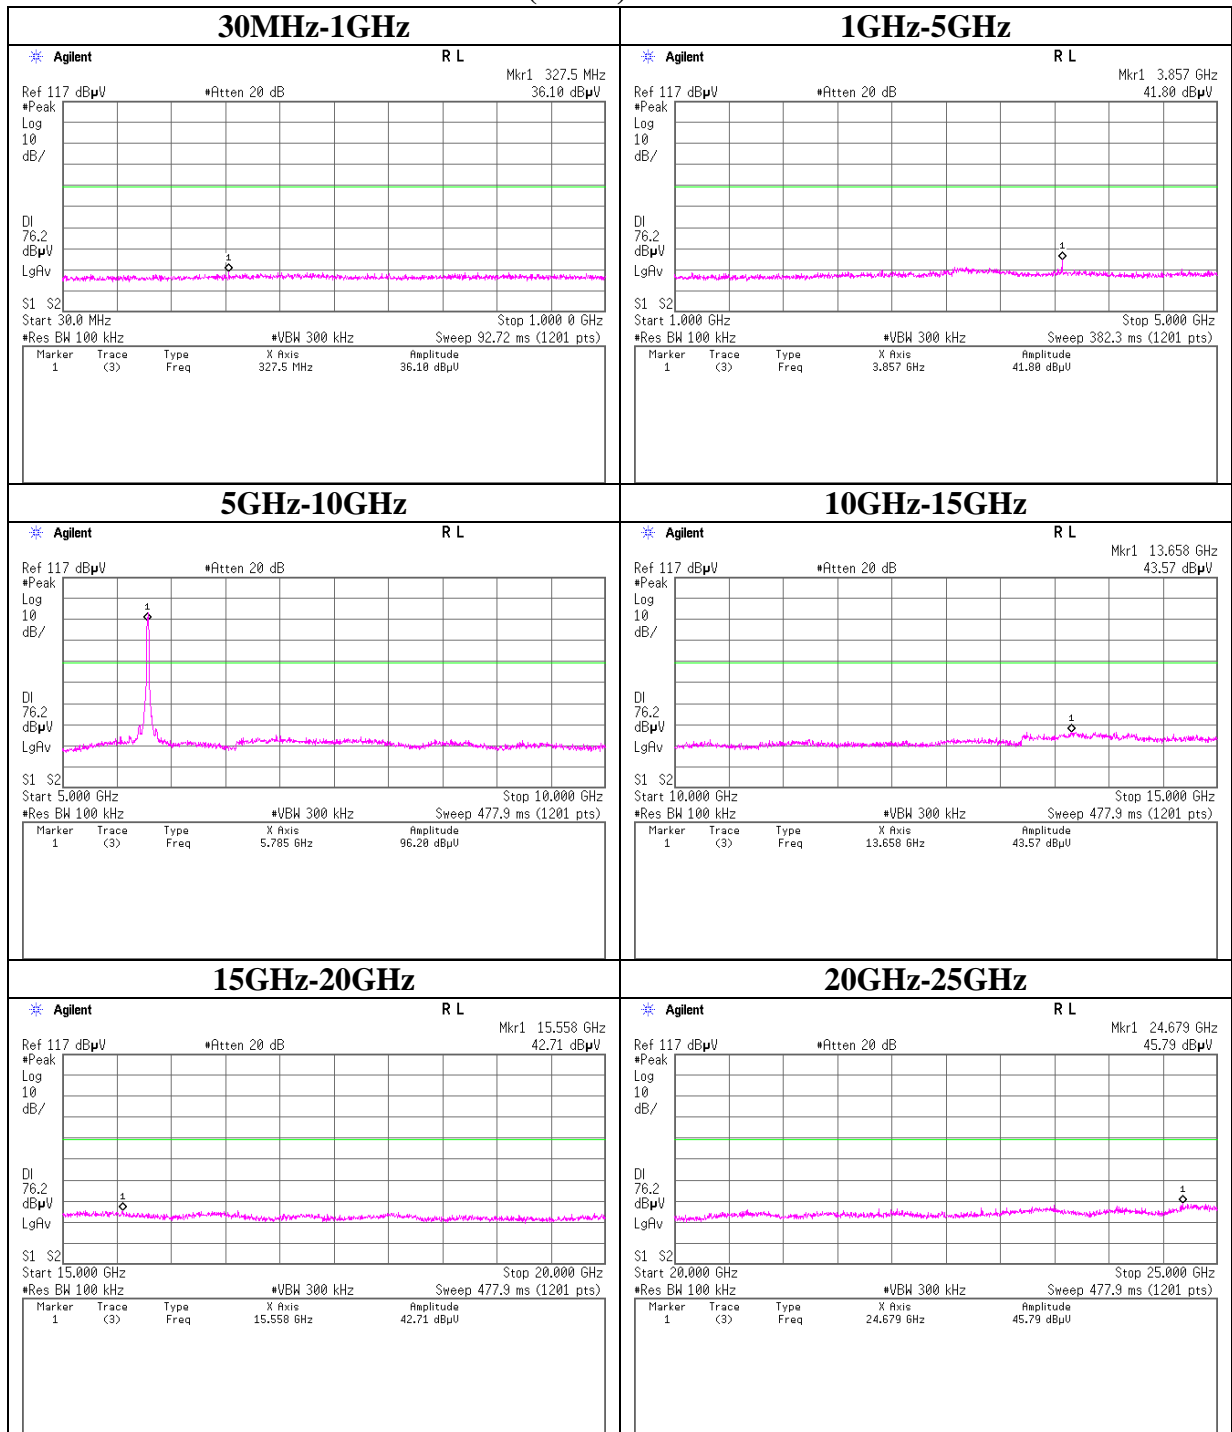 30MHz-1GHz
Agilent R L
Mkr1 327.5 MHz
Ref 117 dBµV #Atten 20 dB 36.10 dBµV
#Peak
Log
10
dB/
DI
76.2
dBµV
LgAv
1
S1 S2
Start 30.0 MHz Stop 1.000 0 GHz
#Res BW 100 kHz #VBW 300 kHz Sweep 92.72 ms (1201 pts)
Marker Trace Type X Axis Amplitude
1 (3) Freq 327.5 MHz 36.10 dBµV
1GHz-5GHz
Agilent R L
Mkr1 3.857 GHz
Ref 117 dBµV #Atten 20 dB 41.80 dBµV
#Peak
Log
10
dB/
DI
76.2
dBµV
LgAv
1
S1 S2
Start 1.000 GHz Stop 5.000 GHz
#Res BW 100 kHz #VBW 300 kHz Sweep 382.3 ms (1201 pts)
Marker Trace Type X Axis Amplitude
1 (3) Freq 3.857 GHz 41.80 dBµV
5GHz-10GHz
Agilent R L
Ref 117 dBµV #Atten 20 dB
#Peak
Log
10
dB/
1
DI
76.2
dBµV
LgAv
S1 S2
Start 5.000 GHz Stop 10.000 GHz
#Res BW 100 kHz #VBW 300 kHz Sweep 477.9 ms (1201 pts)
Marker Trace Type X Axis Amplitude
1 (3) Freq 5.785 GHz 96.20 dBµV
10GHz-15GHz
Agilent R L
Mkr1 13.658 GHz
Ref 117 dBµV #Atten 20 dB 43.57 dBµV
#Peak
Log
10
dB/
DI
76.2
dBµV
LgAv
1
S1 S2
Start 10.000 GHz Stop 15.000 GHz
#Res BW 100 kHz #VBW 300 kHz Sweep 477.9 ms (1201 pts)
Marker Trace Type X Axis Amplitude
1 (3) Freq 13.658 GHz 43.57 dBµV
15GHz-20GHz
Agilent R L
Mkr1 15.558 GHz
Ref 117 dBµV #Atten 20 dB 42.71 dBµV
#Peak
Log
10
dB/
DI
76.2
dBµV
LgAv
1
S1 S2
Start 15.000 GHz Stop 20.000 GHz
#Res BW 100 kHz #VBW 300 kHz Sweep 477.9 ms (1201 pts)
Marker Trace Type X Axis Amplitude
1 (3) Freq 15.558 GHz 42.71 dBµV
20GHz-25GHz
Agilent R L
Mkr1 24.679 GHz
Ref 117 dBµV #Atten 20 dB 45.79 dBµV
#Peak
Log
10
dB/
DI
76.2
dBµV
LgAv
1
S1 S2
Start 20.000 GHz Stop 25.000 GHz
#Res BW 100 kHz #VBW 300 kHz Sweep 477.9 ms (1201 pts)
Marker Trace Type X Axis Amplitude
1 (3) Freq 24.679 GHz 45.79 dBµV